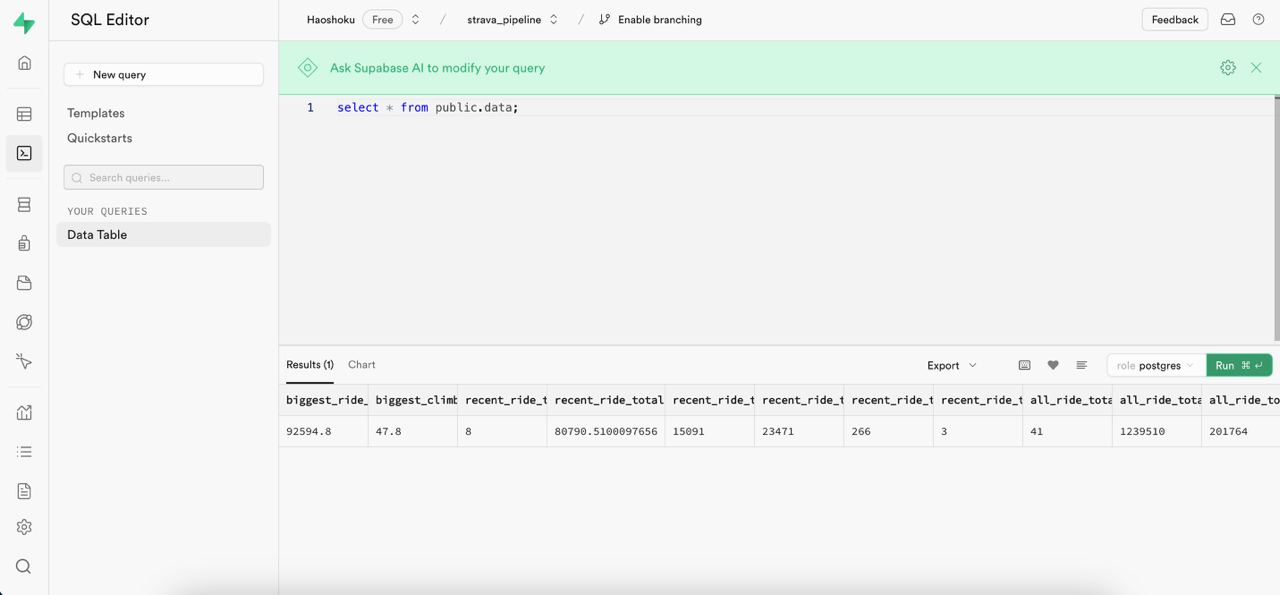 SQL Editor
Haoshoku Free / strava_pipeline / Enable branching
Feedback
New query
Templates
Quickstarts
Search queries...
YOUR QUERIES
Data Table
Ask Supabase AI to modify your query
1 select * from public.data;
Results (1) Chart
Export
role postgres
Run ⌘ ↵
biggest_ride_ biggest_climb recent_ride_t recent_ride_total recent_ride_t recent_ride_t recent_ride_t recent_ride_t all_ride_tota all_ride_tota all_ride_to
92594.8 47.8 8 80790.5100097656 15091 23471 266 3 41 1239510 201764